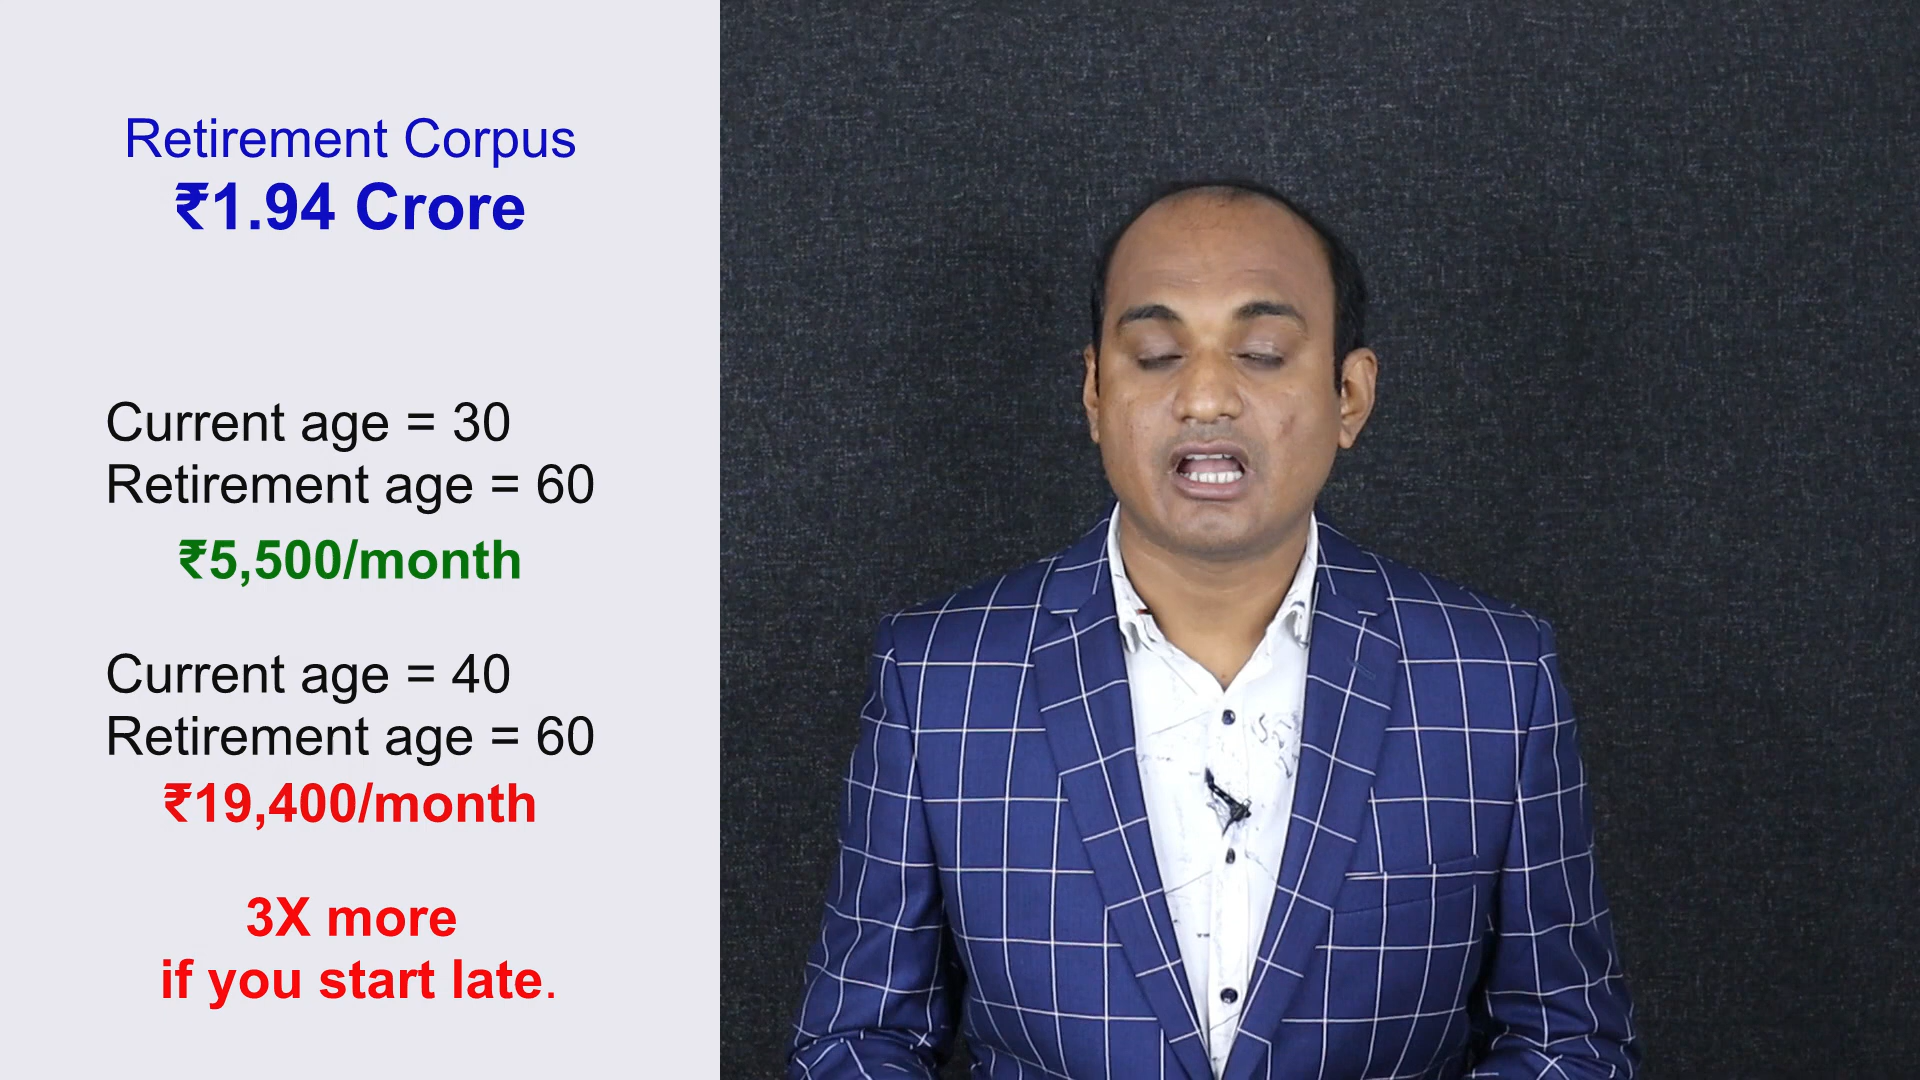 Retirement Corpus
₹1.94 Crore
Current age = 30
Retirement age = 60
₹5,500/month
Current age = 40
Retirement age = 60
₹19,400/month
3X more
if you start late.